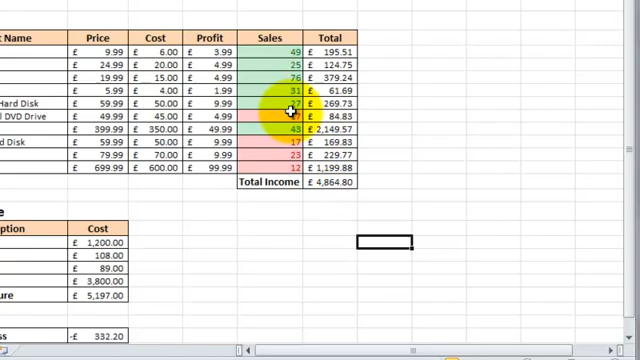 t Name Price Cost Profit Sales Total
£ 9.99 £ 6.00 £ 3.99 49 £ 195.51
£ 24.99 £ 20.00 £ 4.99 25 £ 124.75
£ 19.99 £ 15.00 £ 4.99 76 £ 379.24
£ 5.99 £ 4.00 £ 1.99 31 £ 61.69
Hard Disk £ 59.99 £ 50.00 £ 9.99 27 £ 269.73
l DVD Drive £ 49.99 £ 45.00 £ 4.99 £ 84.83
£ 399.99 £ 350.00 £ 49.99 43 £ 2,149.57
d Disk £ 59.99 £ 50.00 £ 9.99 17 £ 169.83
£ 79.99 £ 70.00 £ 9.99 23 £ 229.77
£ 699.99 £ 600.00 £ 99.99 12 £ 1,199.88
Total Income £ 4,864.80
e
ption Cost
£ 1,200.00
£ 108.00
£ 89.00
£ 3,800.00
ure £ 5,197.00
ss -£ 332.20